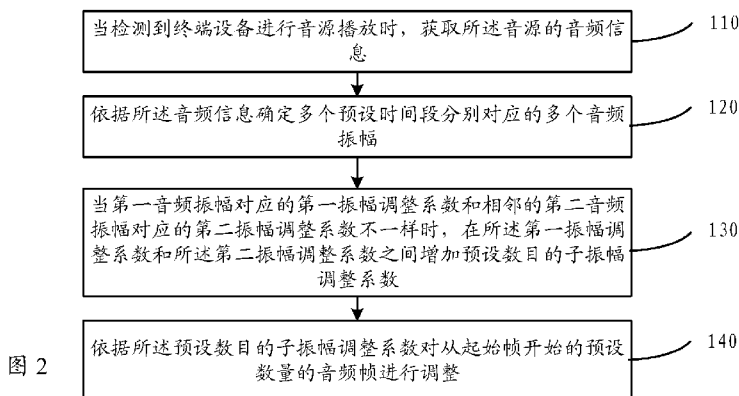 当检测到终端设备进行音源播放时，获取所述音源的音频信
息
110
依据所述音频信息确定多个预设时间段分别对应的多个音频
振幅
120
当第一音频振幅对应的第一振幅调整系数和相邻的第二音频
振幅对应的第二振幅调整系数不一样时，在所述第一振幅调
整系数和所述第二振幅调整系数之间增加预设数目的子振幅
调整系数
130
依据所述预设数目的子振幅调整系数对从起始帧开始的预设
数量的音频帧进行调整
140
图 2